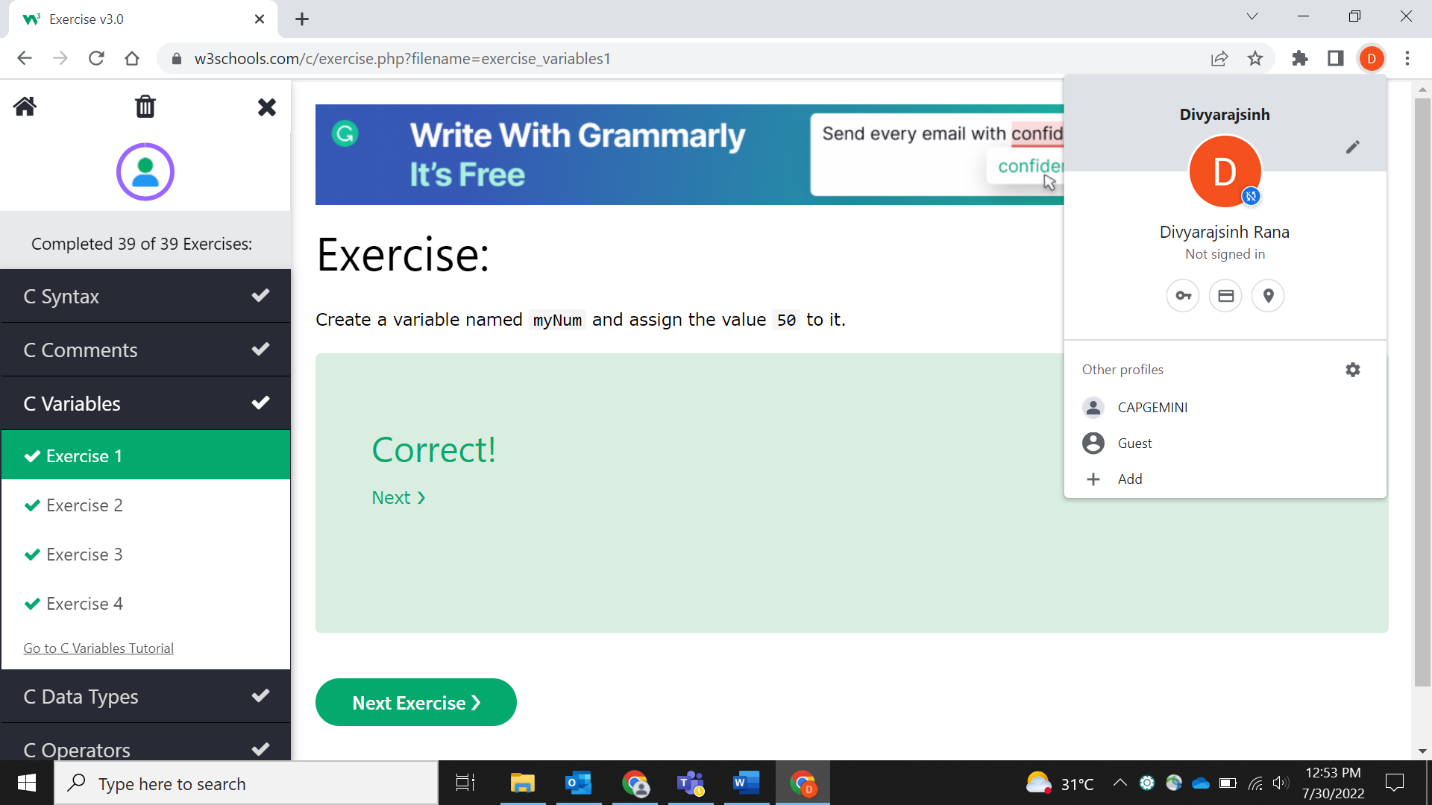 Exercise v3.0
w3schools.com/c/exercise.php?filename=exercise_variables1
D
Completed 39 of 39 Exercises:
C Syntax
C Comments
C Variables
Exercise 1
Exercise 2
Exercise 3
Exercise 4
Go to C Variables Tutorial
C Data Types
C Operators
Write With Grammarly
It's Free
Send every email with confid
confider
Exercise:
Create a variable named myNum and assign the value 50 to it.
Correct!
Next ❯
Next Exercise ❯
Divyarajsinh
D
Divyarajsinh Rana
Not signed in
Other profiles
CAPGEMINI
Guest
Add
Type here to search
31°C
12:53 PM
7/30/2022